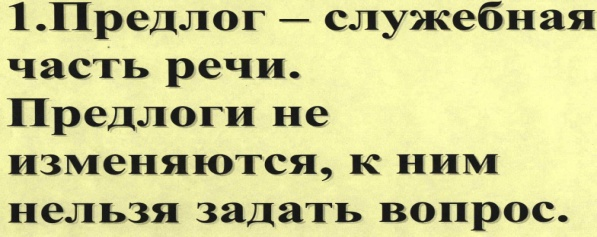 1.Предлог – служебная
часть речи.
Предлоги не
изменяются, к ним
нельзя задать вопрос.